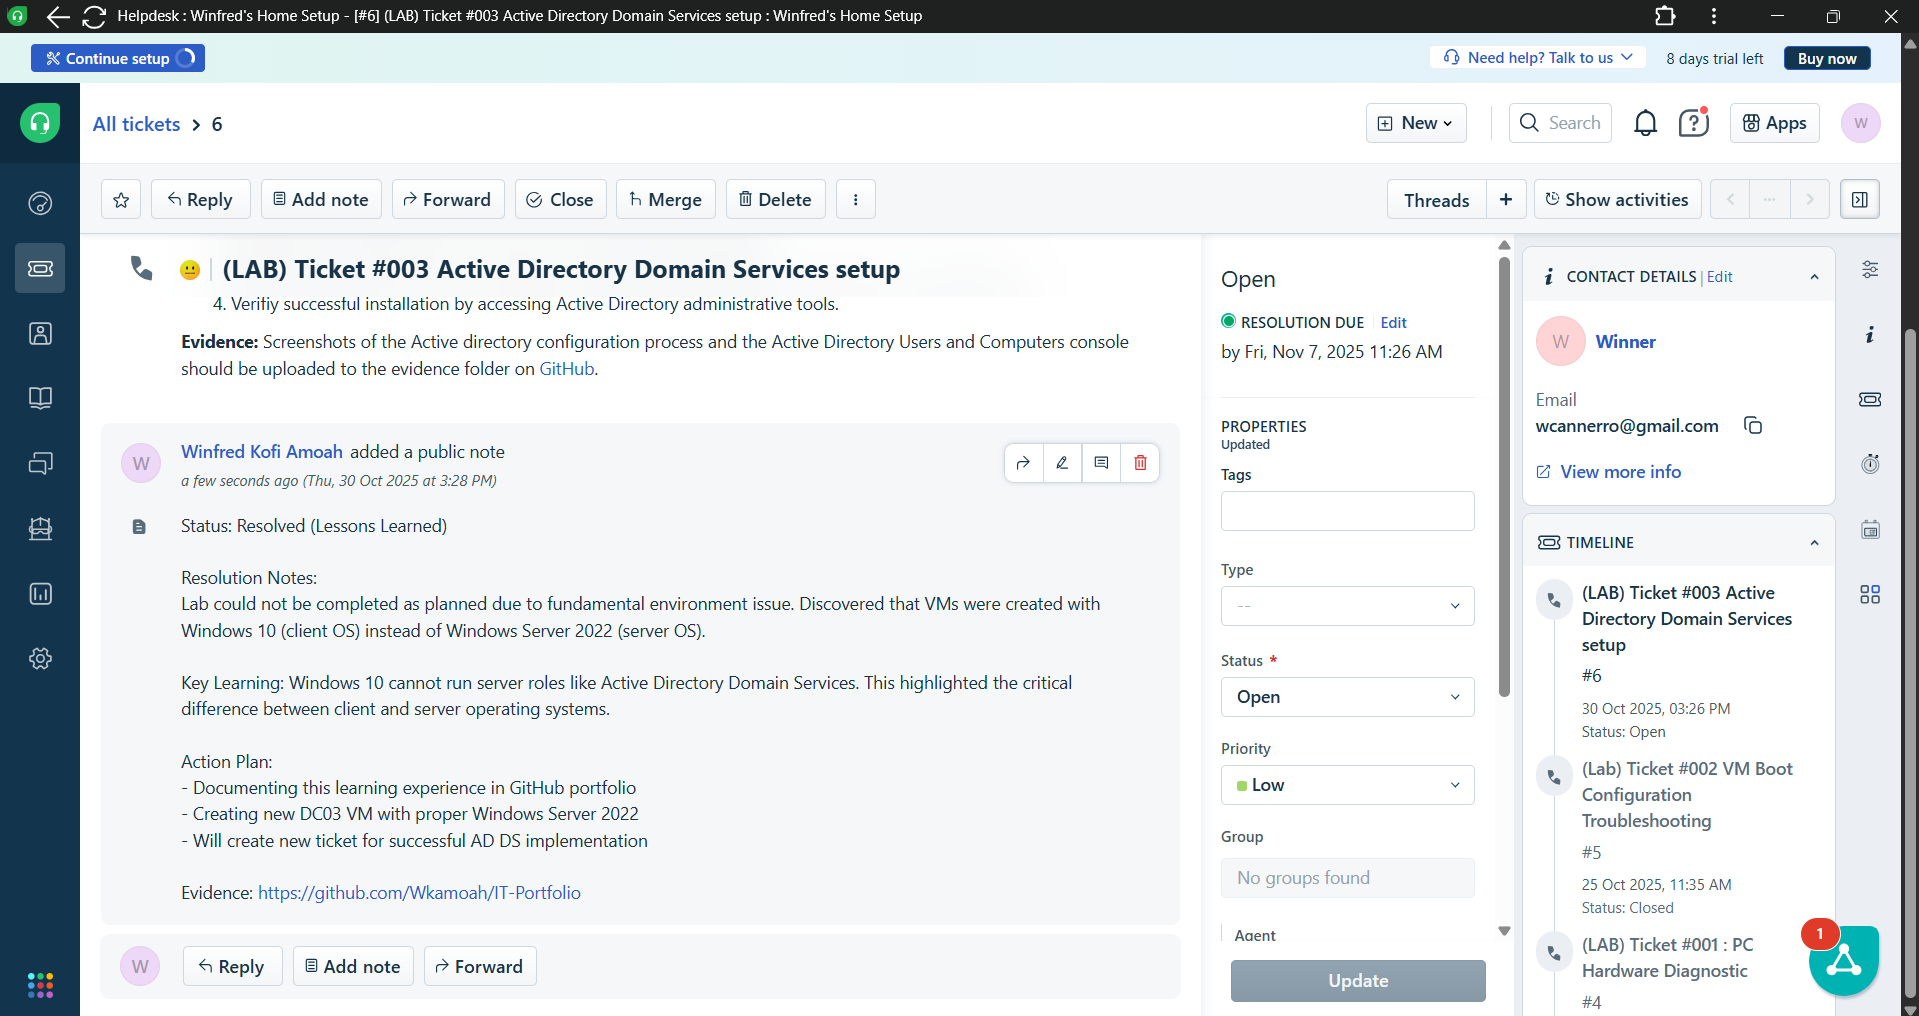 Helpdesk : Winfred's Home Setup - [#6] (LAB) Ticket #003 Active Directory Domain Services setup : Winfred's Home Setup
Continue setup
Need help? Talk to us
8 days trial left
Buy now
All tickets > 6
New
Search
Apps
W
Reply
Add note
Forward
Close
Merge
Delete
Threads
+
Show activities
(LAB) Ticket #003 Active Directory Domain Services setup
4. Verifiy successful installation by accessing Active Directory administrative tools.
Evidence: Screenshots of the Active directory configuration process and the Active Directory Users and Computers console
should be uploaded to the evidence folder on GitHub.
W
Winfred Kofi Amoah added a public note
a few seconds ago (Thu, 30 Oct 2025 at 3:28 PM)
Status: Resolved (Lessons Learned)
Resolution Notes:
Lab could not be completed as planned due to fundamental environment issue. Discovered that VMs were created with
Windows 10 (client OS) instead of Windows Server 2022 (server OS).
Key Learning: Windows 10 cannot run server roles like Active Directory Domain Services. This highlighted the critical
difference between client and server operating systems.
Action Plan:
- Documenting this learning experience in GitHub portfolio
- Creating new DC03 VM with proper Windows Server 2022
- Will create new ticket for successful AD DS implementation
Evidence: https://github.com/Wkamoah/IT-Portfolio
W
Reply
Add note
Forward
Open
RESOLUTION DUE
Edit
by Fri, Nov 7, 2025 11:26 AM
PROPERTIES
Updated
Tags
Type
--
Status *
Open
Priority
Low
Group
No groups found
Agent
Update
CONTACT DETAILS | Edit
W
Winner
Email
wcannerro@gmail.com
View more info
TIMELINE
(LAB) Ticket #003 Active
Directory Domain Services
setup
#6
30 Oct 2025, 03:26 PM
Status: Open
(Lab) Ticket #002 VM Boot
Configuration
Troubleshooting
#5
25 Oct 2025, 11:35 AM
Status: Closed
(LAB) Ticket #001 : PC
Hardware Diagnostic
#4
1